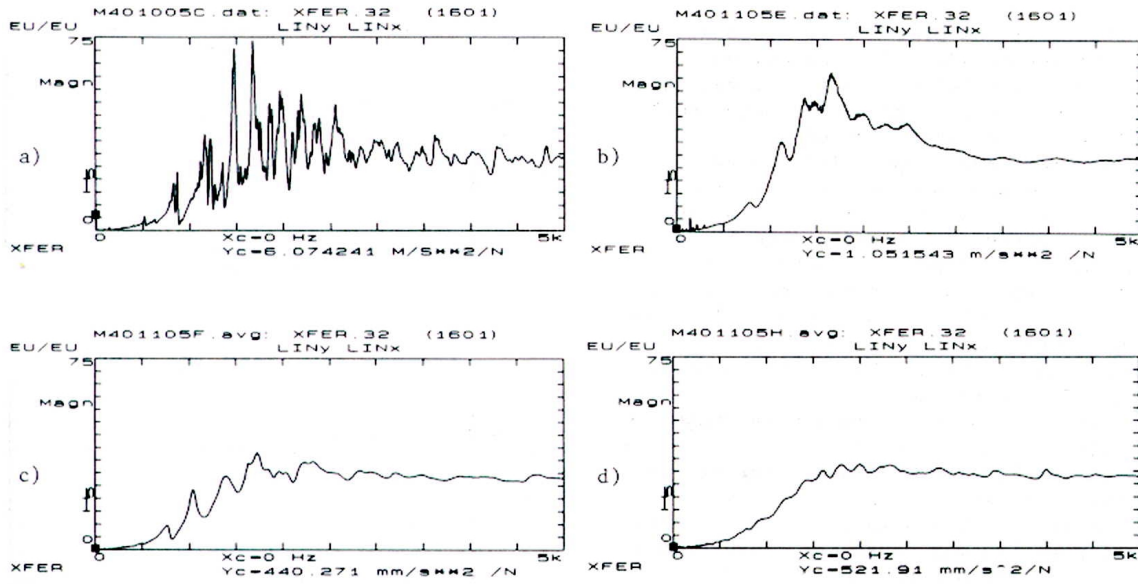 M401005C.dat: XFER.32 (1601)
EU/EU
LINy LINx
75
Magn
a)
0
0
Xc=0 Hz
5k
XFER
Yc=6.074241 M/S**2/N
M401105E.dat: XFER.32 (1601)
EU/EU
LINy LINx
75
Magn
b)
0
0
Xc=0 Hz
5k
XFER
Yc=1.051543 m/s**2 /N
M401105F.avg: XFER.32 (1601)
EU/EU
LINy LINx
75
Magn
c)
0
0
Xc=0 Hz
5k
XFER
Yc=440.271 mm/s**2 /N
M401105H.avg: XFER.32 (1601)
EU/EU
LINy LINx
75
Magn
d)
0
0
Xc=0 Hz
5k
XFER
Yc=521.91 mm/s^2/N